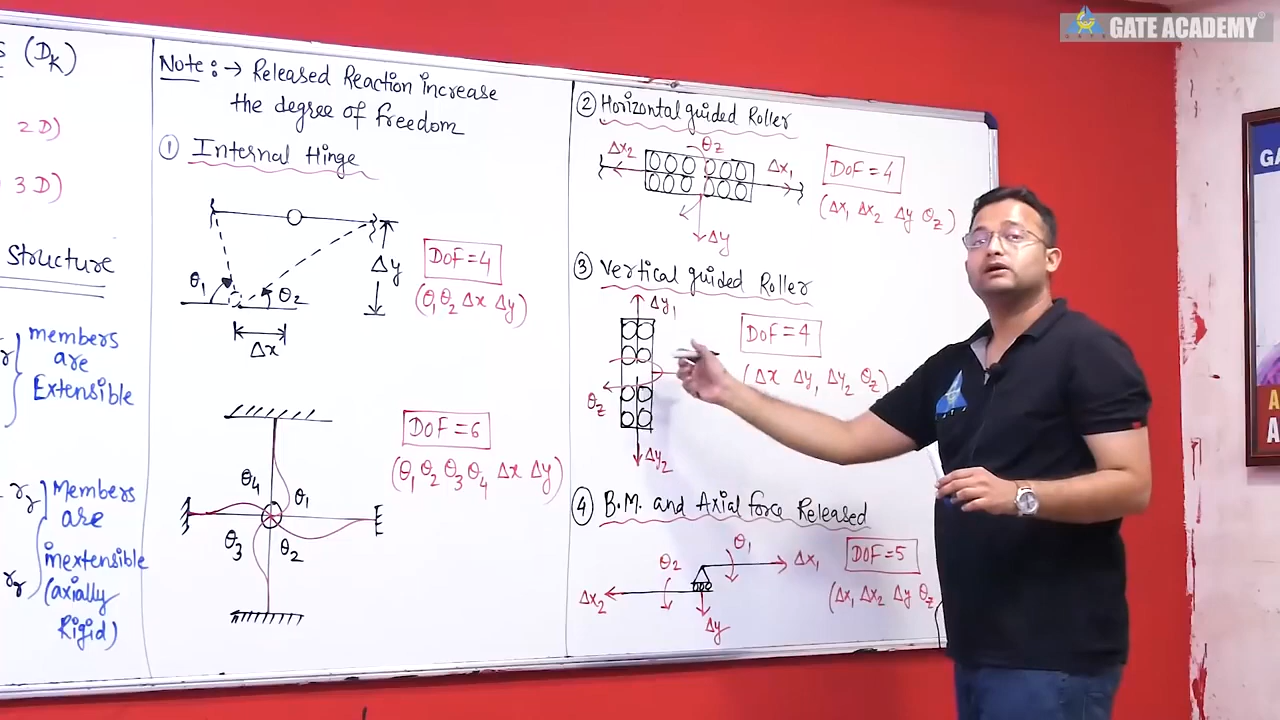 GATE ACADEMY®
(Dₖ)
2D)
3D)
Structure
members
are
Extensible
Members
are
inextensible
(axially
Rigid)
Note :→ Released Reaction increase
the degree of freedom
① Internal Hinge
θ₁
θ₂
Δy
Δx
DoF=4
(θ₁ θ₂ Δx Δy)
θ₄
θ₁
θ₃
θ₂
DoF=6
(θ₁ θ₂ θ₃ θ₄ Δx Δy)
② Horizontal guided Roller
Δx₂
θz
Δx₁
Δy
DoF=4
(Δx₁ Δx₂ Δy θz)
③ Vertical guided Roller
Δy₁
θz
Δy₂
DoF=4
(Δx Δy₁ Δy₂ θz)
④ B.M. and Axial force Released
θ₂
θ₁
Δx₁
Δx₂
Δy
DoF=5
(Δx₁ Δx₂ Δy θz
GA
A
A